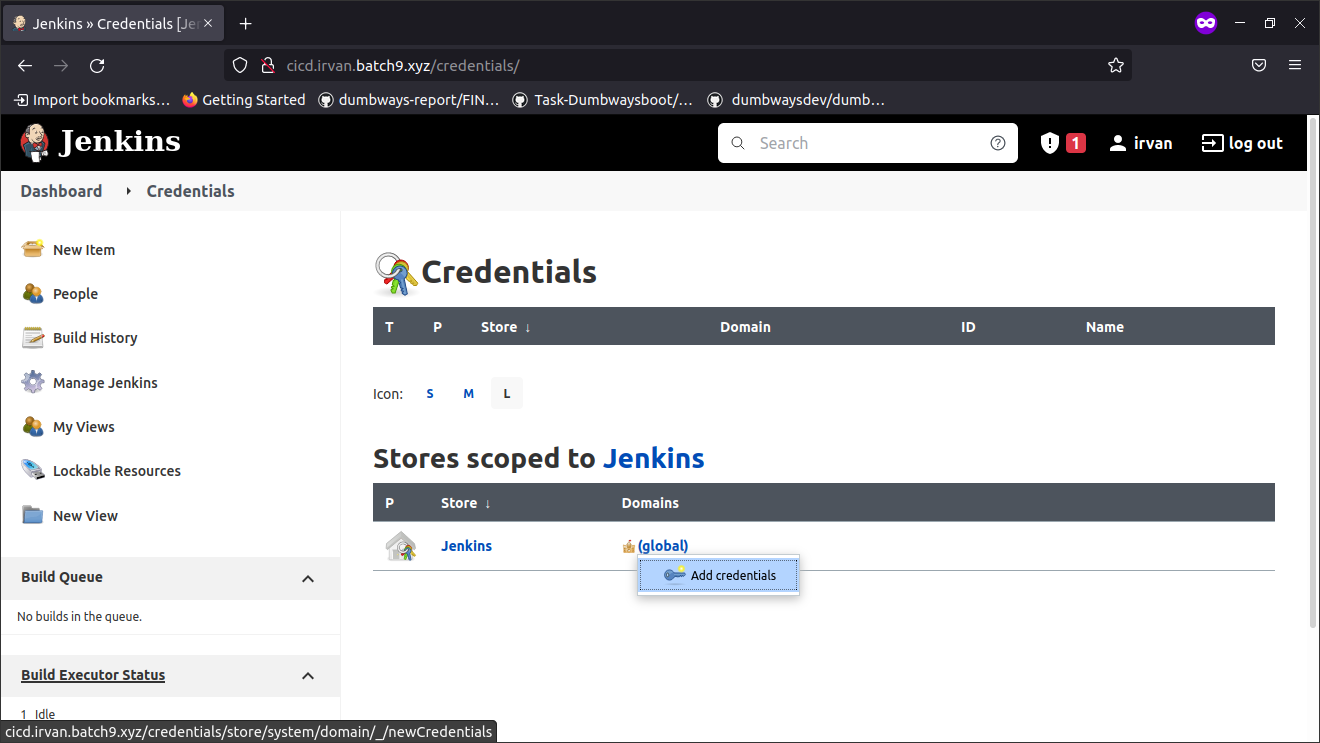 Jenkins » Credentials [Je
cicd.irvan.batch9.xyz/credentials/
Import bookmarks…
Getting Started
dumbways-report/FIN…
Task-Dumbwaysboot/…
dumbwaysdev/dumb…
Jenkins
Search
1
irvan
log out
Dashboard
Credentials
New Item
People
Build History
Manage Jenkins
My Views
Lockable Resources
New View
Build Queue
No builds in the queue.
Build Executor Status
1 Idle
Credentials
T P Store ↓ Domain ID Name
Icon: S M L
Stores scoped to Jenkins
P Store ↓ Domains
Jenkins (global)
Add credentials
cicd.irvan.batch9.xyz/credentials/store/system/domain/_/newCredentials